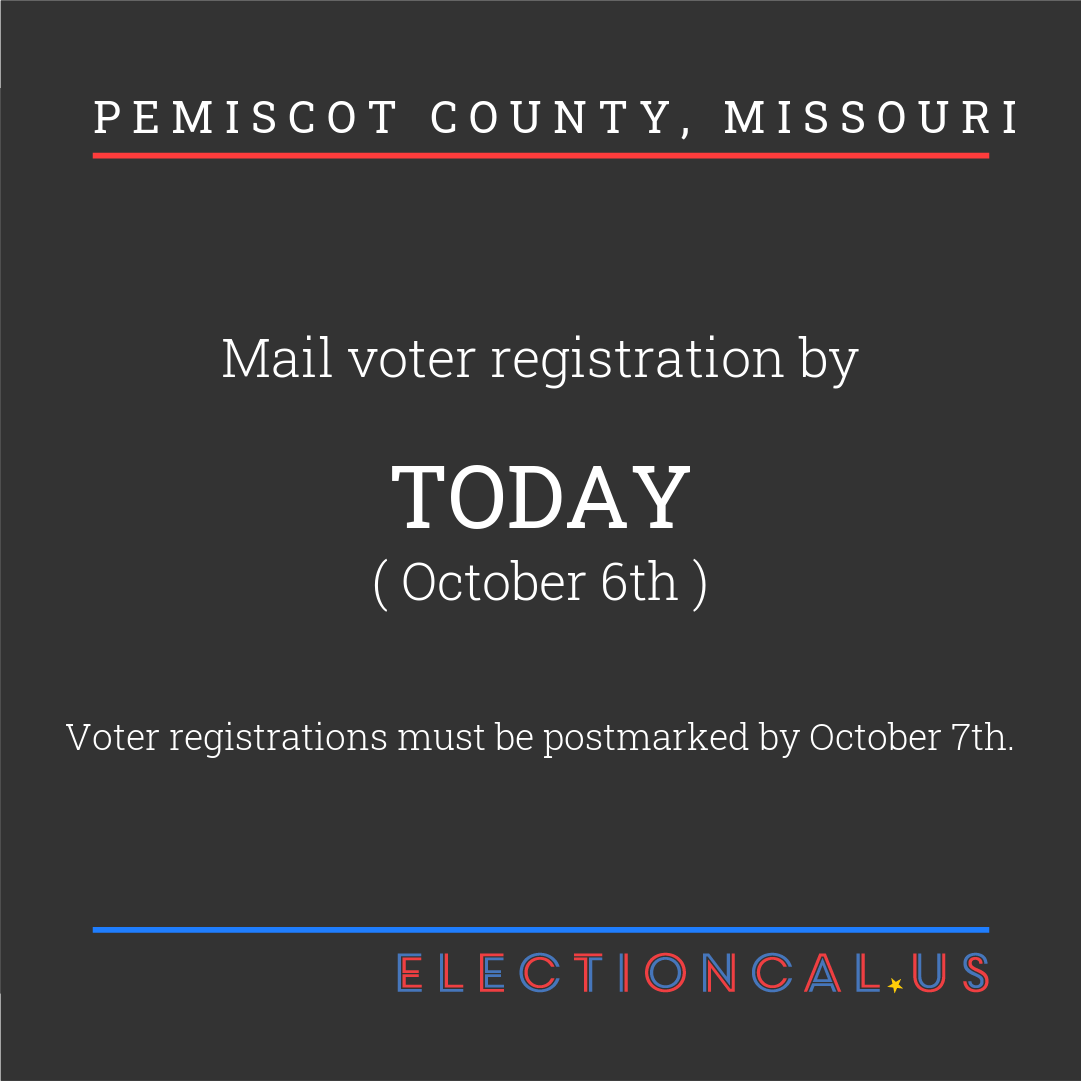 PEMISCOT COUNTY, MISSOURI
Mail voter registration by
TODAY
( October 6th )
Voter registrations must be postmarked by October 7th.
ELECTIONCAL.US